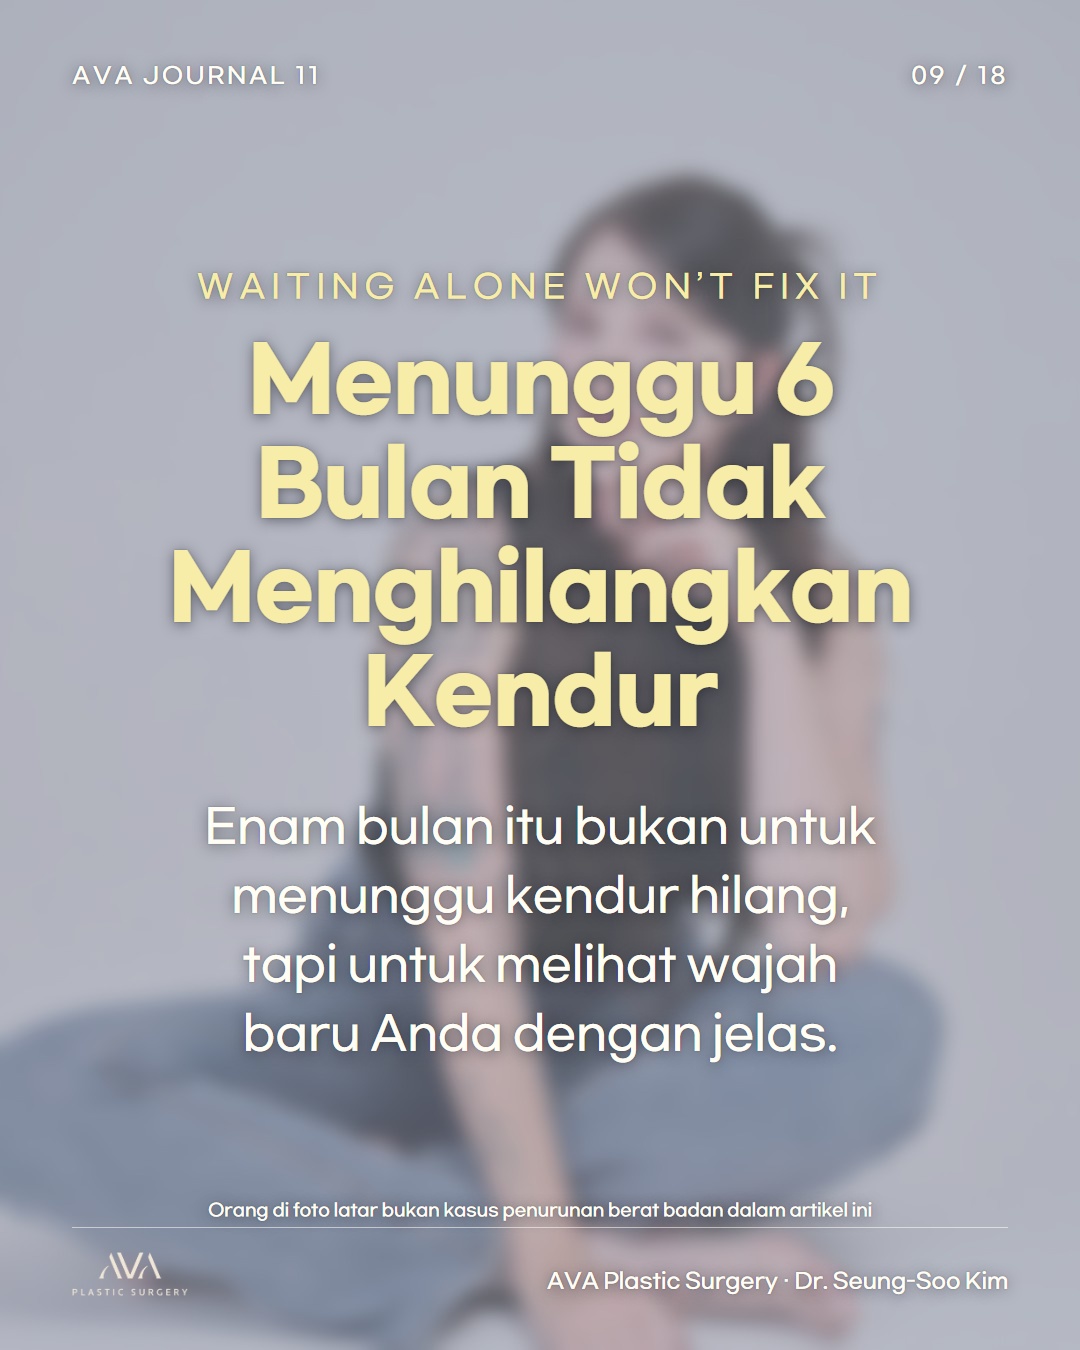 AVA JOURNAL 11
09 / 18
WAITING ALONE WON’T FIX IT
Menunggu 6
Bulan Tidak
Menghilangkan
Kendur
Enam bulan itu bukan untuk
menunggu kendur hilang,
tapi untuk melihat wajah
baru Anda dengan jelas.
Orang di foto latar bukan kasus penurunan berat badan dalam artikel ini
AVA
PLASTIC SURGERY
AVA Plastic Surgery · Dr. Seung-Soo Kim